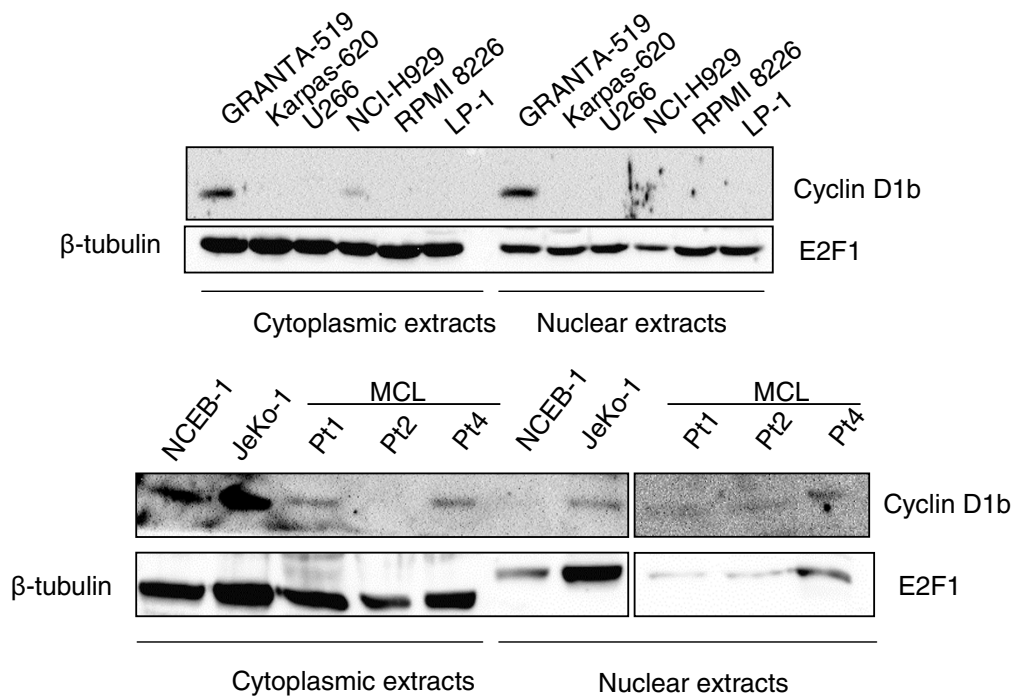 GRANTA-519 Karpas-620 U266 NCI-H929 RPMI 8226 LP-1 GRANTA-519 Karpas-620 U266 NCI-H929 RPMI 8226 LP-1
Cyclin D1b
β-tubulin E2F1
Cytoplasmic extracts Nuclear extracts
MCL MCL
NCEB-1 JeKo-1 Pt1 Pt2 Pt4 NCEB-1 JeKo-1 Pt1 Pt2 Pt4
Cyclin D1b
β-tubulin E2F1
Cytoplasmic extracts Nuclear extracts